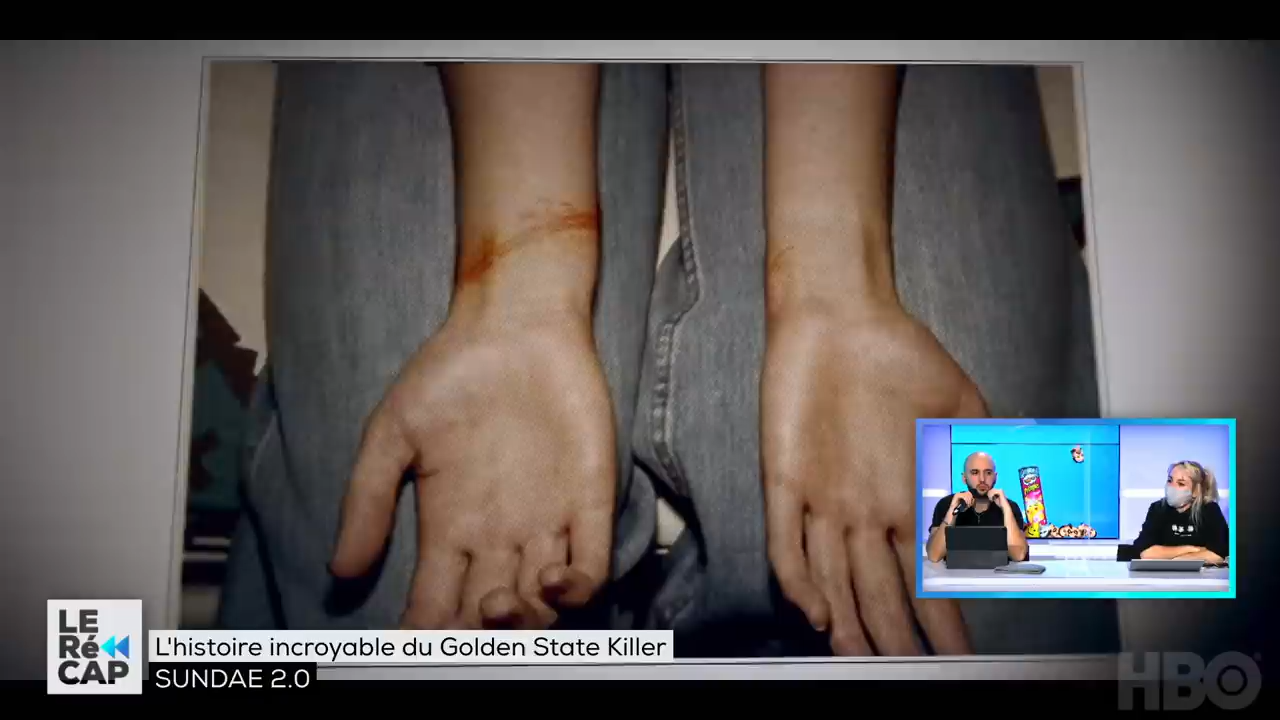 LE
Ré
CAP
L'histoire incroyable du Golden State Killer
SUNDAE 2.0
HBO